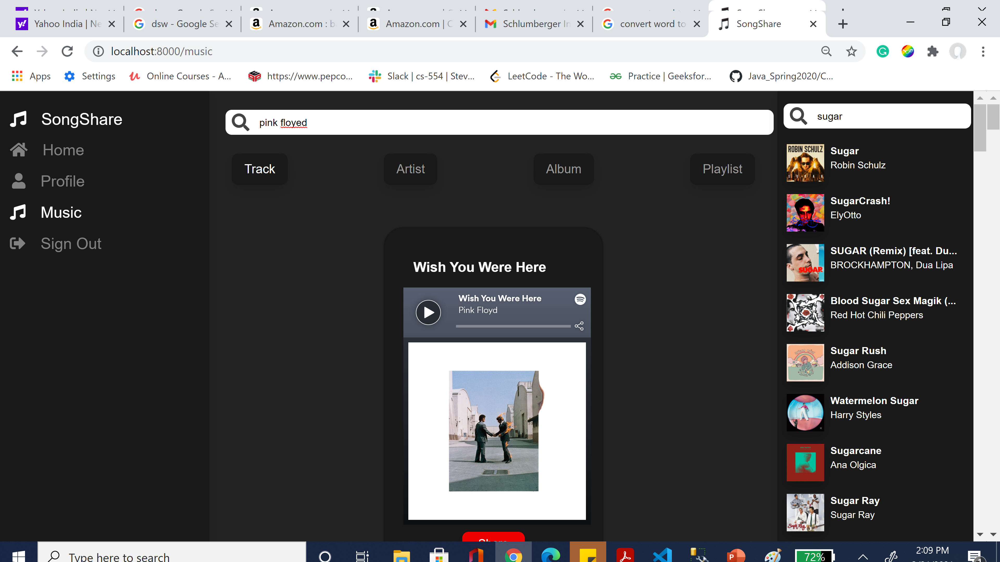 Yahoo India | Ne
dsw - Google Se
Amazon.com : b
Amazon.com | C
Schlumberger In
convert word to
SongShare
localhost:8000/music
Apps
Settings
Online Courses - A...
https://www.pepco...
Slack | cs-554 | Stev...
LeetCode - The Wo...
Practice | Geeksfor...
Java_Spring2020/C...
SongShare
Home
Profile
Music
Sign Out
pink floyed
Track
Artist
Album
Playlist
Wish You Were Here
Wish You Were Here
Pink Floyd
sugar
ROBIN SCHULZ
SUGAR
Sugar
Robin Schulz
SugarCrash!
ElyOtto
SUGAR
SUGAR (Remix) [feat. Du...
BROCKHAMPTON, Dua Lipa
Blood Sugar Sex Magik (...
Red Hot Chili Peppers
Sugar Rush
Addison Grace
Watermelon Sugar
Harry Styles
Sugarcane
Ana Olgica
Sugar Ray
Sugar Ray
Sugar Ray
Share
Type here to search
72%
2:09 PM